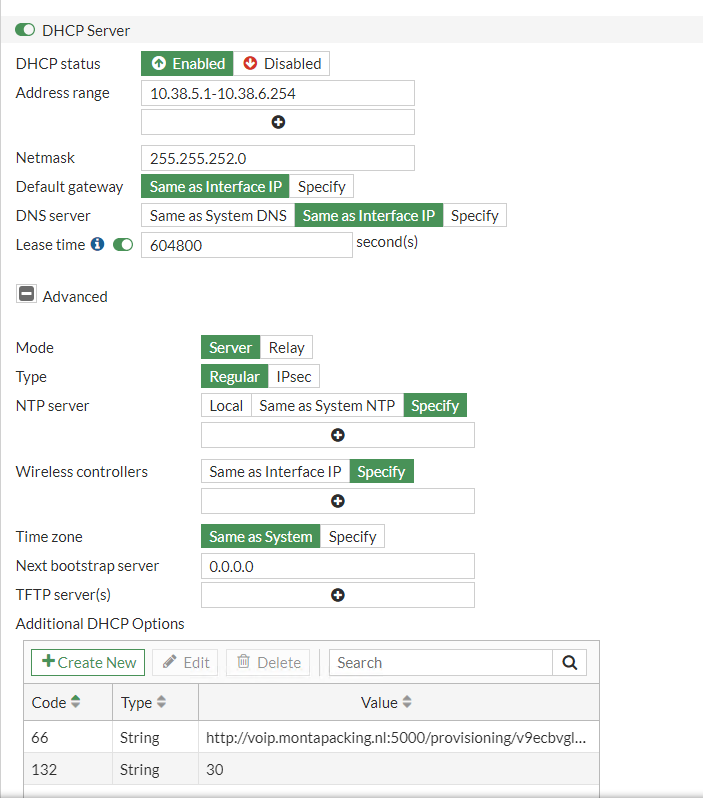 DHCP Server
DHCP status Enabled Disabled
Address range 10.38.5.1-10.38.6.254
Netmask 255.255.252.0
Default gateway Same as Interface IP Specify
DNS server Same as System DNS Same as Interface IP Specify
Lease time 604800 second(s)
Advanced
Mode Server Relay
Type Regular IPsec
NTP server Local Same as System NTP Specify
Wireless controllers Same as Interface IP Specify
Time zone Same as System Specify
Next bootstrap server 0.0.0.0
TFTP server(s)
Additional DHCP Options
Create New Edit Delete Search
Code Type Value
66 String http://voip.montapacking.nl:5000/provisioning/v9ecbvgl...
132 String 30